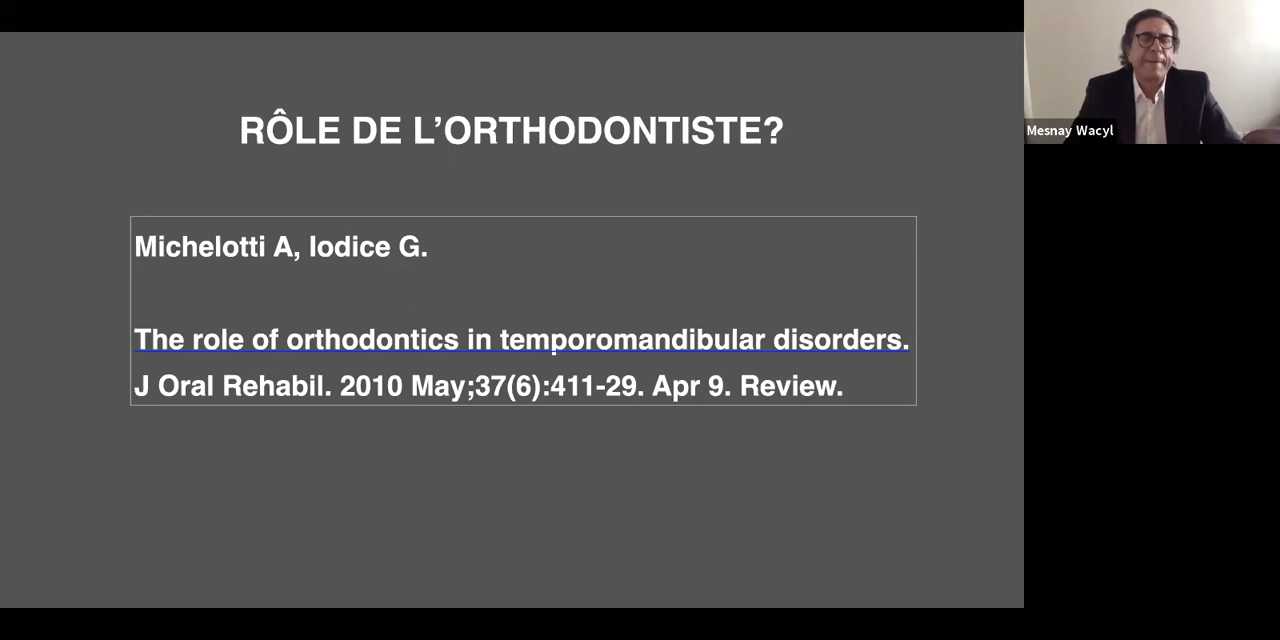 RÔLE DE L’ORTHODONTISTE?
Michelotti A, Iodice G.
The role of orthodontics in temporomandibular disorders.
J Oral Rehabil. 2010 May;37(6):411-29. Apr 9. Review.
Mesnay Wacyl